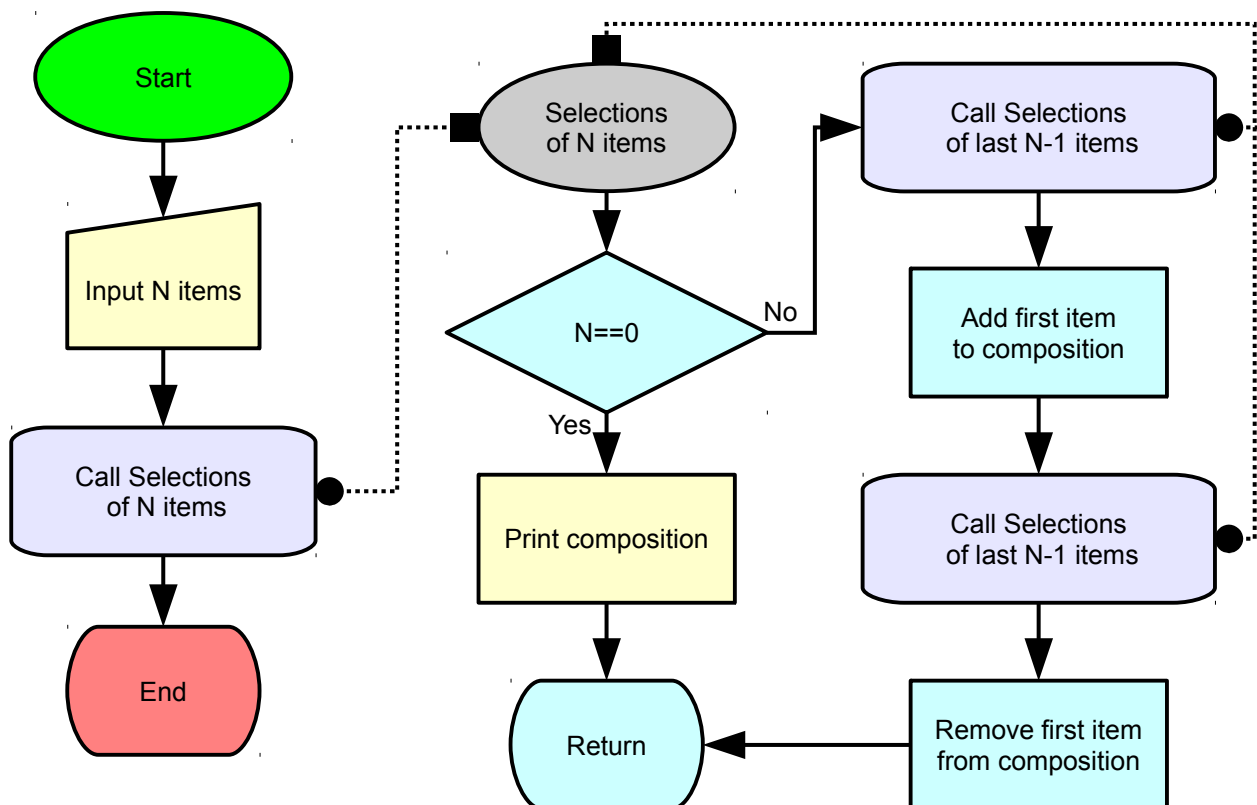 Start
Input N items
Call Selections
of N items
End
Selections
of N items
N==0
No
Yes
Print composition
Return
Call Selections
of last N-1 items
Add first item
to composition
Call Selections
of last N-1 items
Remove first item
from composition